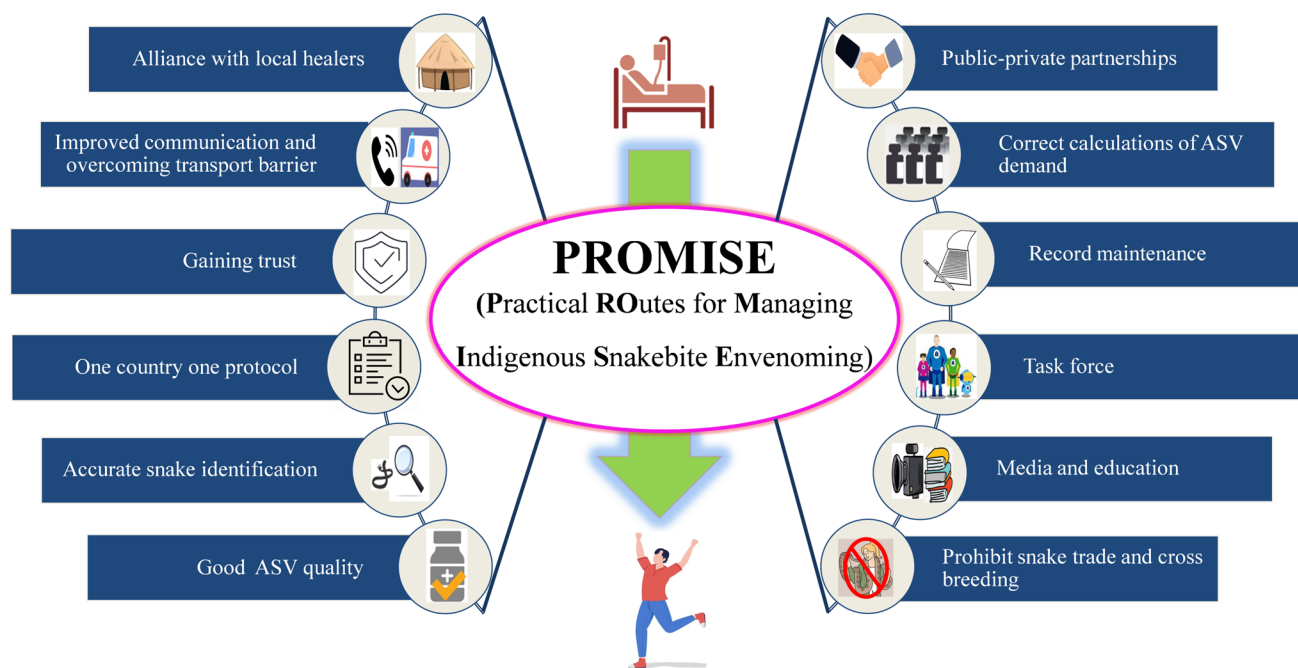 Alliance with local healers
Improved communication and
overcoming transport barrier
Gaining trust
One country one protocol
Accurate snake identification
Good ASV quality
PROMISE
(Practical ROutes for Managing
Indigenous Snakebite Envenoming)
Public-private partnerships
Correct calculations of ASV
demand
Record maintenance
Task force
Media and education
Prohibit snake trade and cross
breeding